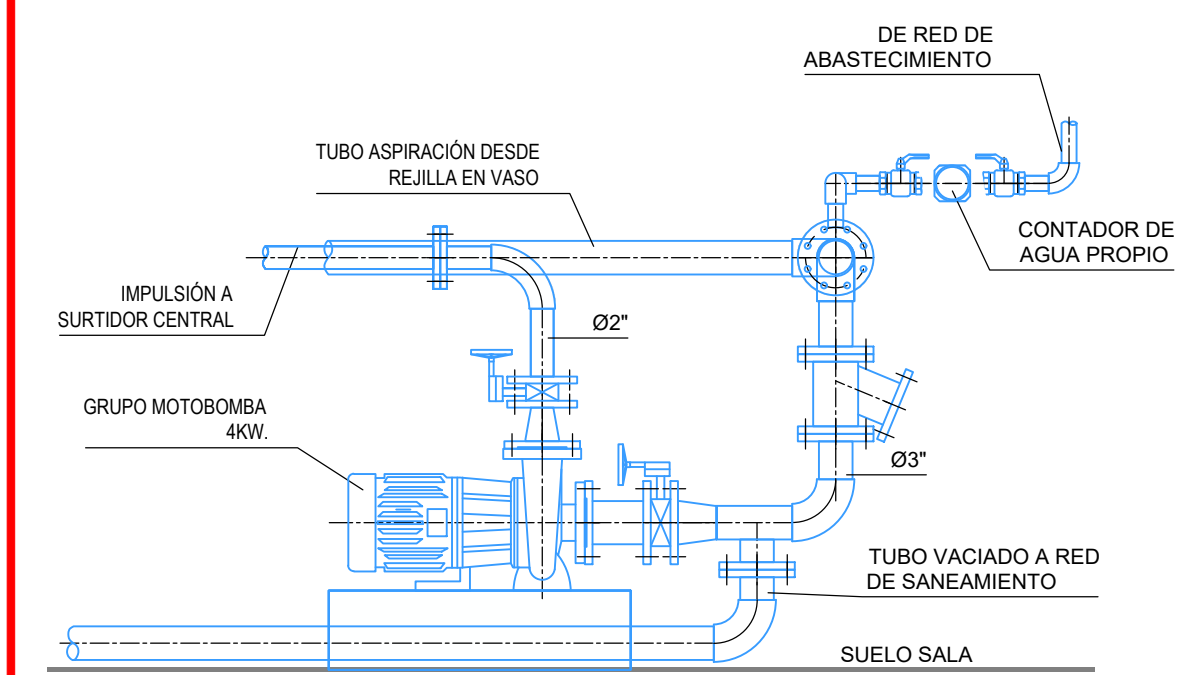 DE RED DE
ABASTECIMIENTO
TUBO ASPIRACIÓN DESDE
REJILLA EN VASO
CONTADOR DE
AGUA PROPIO
IMPULSIÓN A
SURTIDOR CENTRAL
Ø2"
GRUPO MOTOBOMBA
4KW.
Ø3"
TUBO VACIADO A RED
DE SANEAMIENTO
SUELO SALA